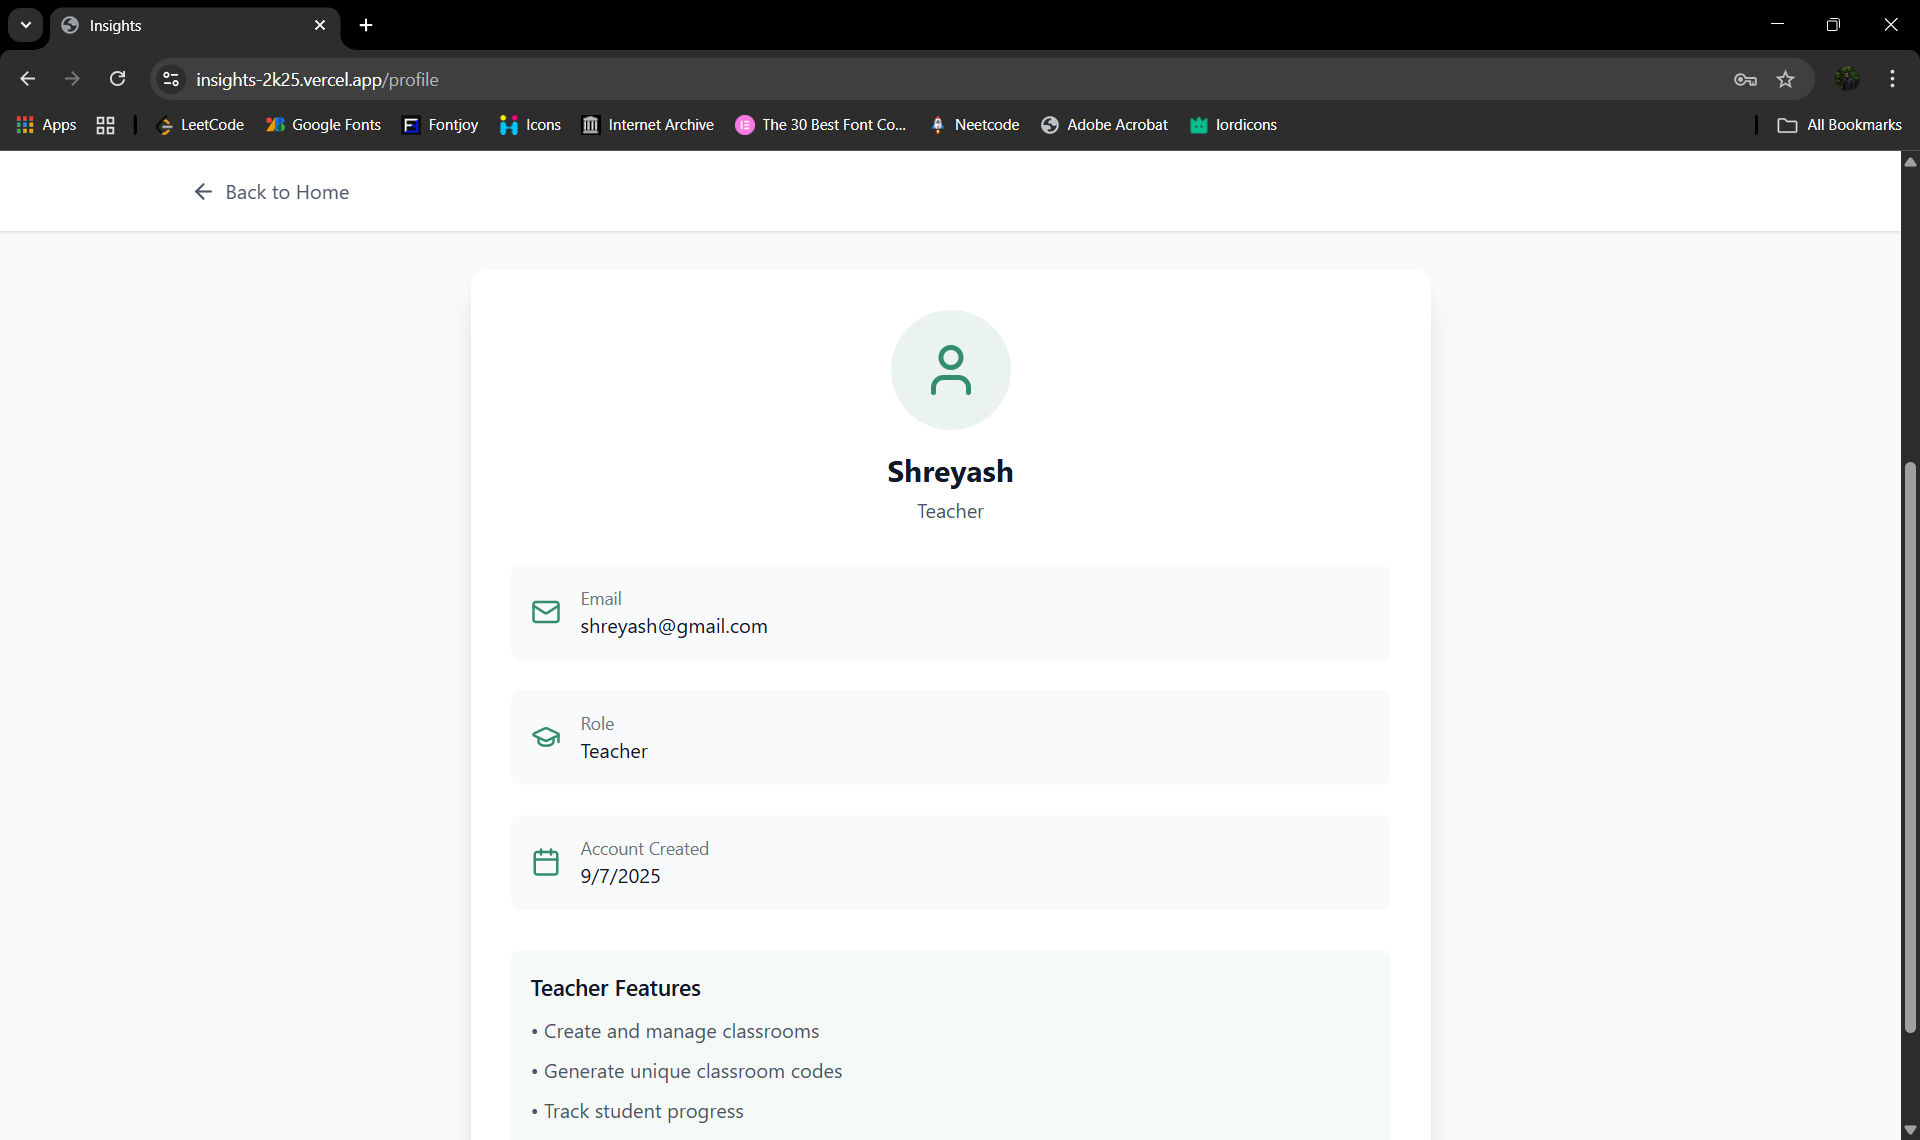 Insights
insights-2k25.vercel.app/profile
Apps LeetCode Google Fonts Fontjoy Icons Internet Archive The 30 Best Font Co... Neetcode Adobe Acrobat lordicons All Bookmarks
Back to Home
Shreyash
Teacher
Email
shreyash@gmail.com
Role
Teacher
Account Created
9/7/2025
Teacher Features
• Create and manage classrooms
• Generate unique classroom codes
• Track student progress